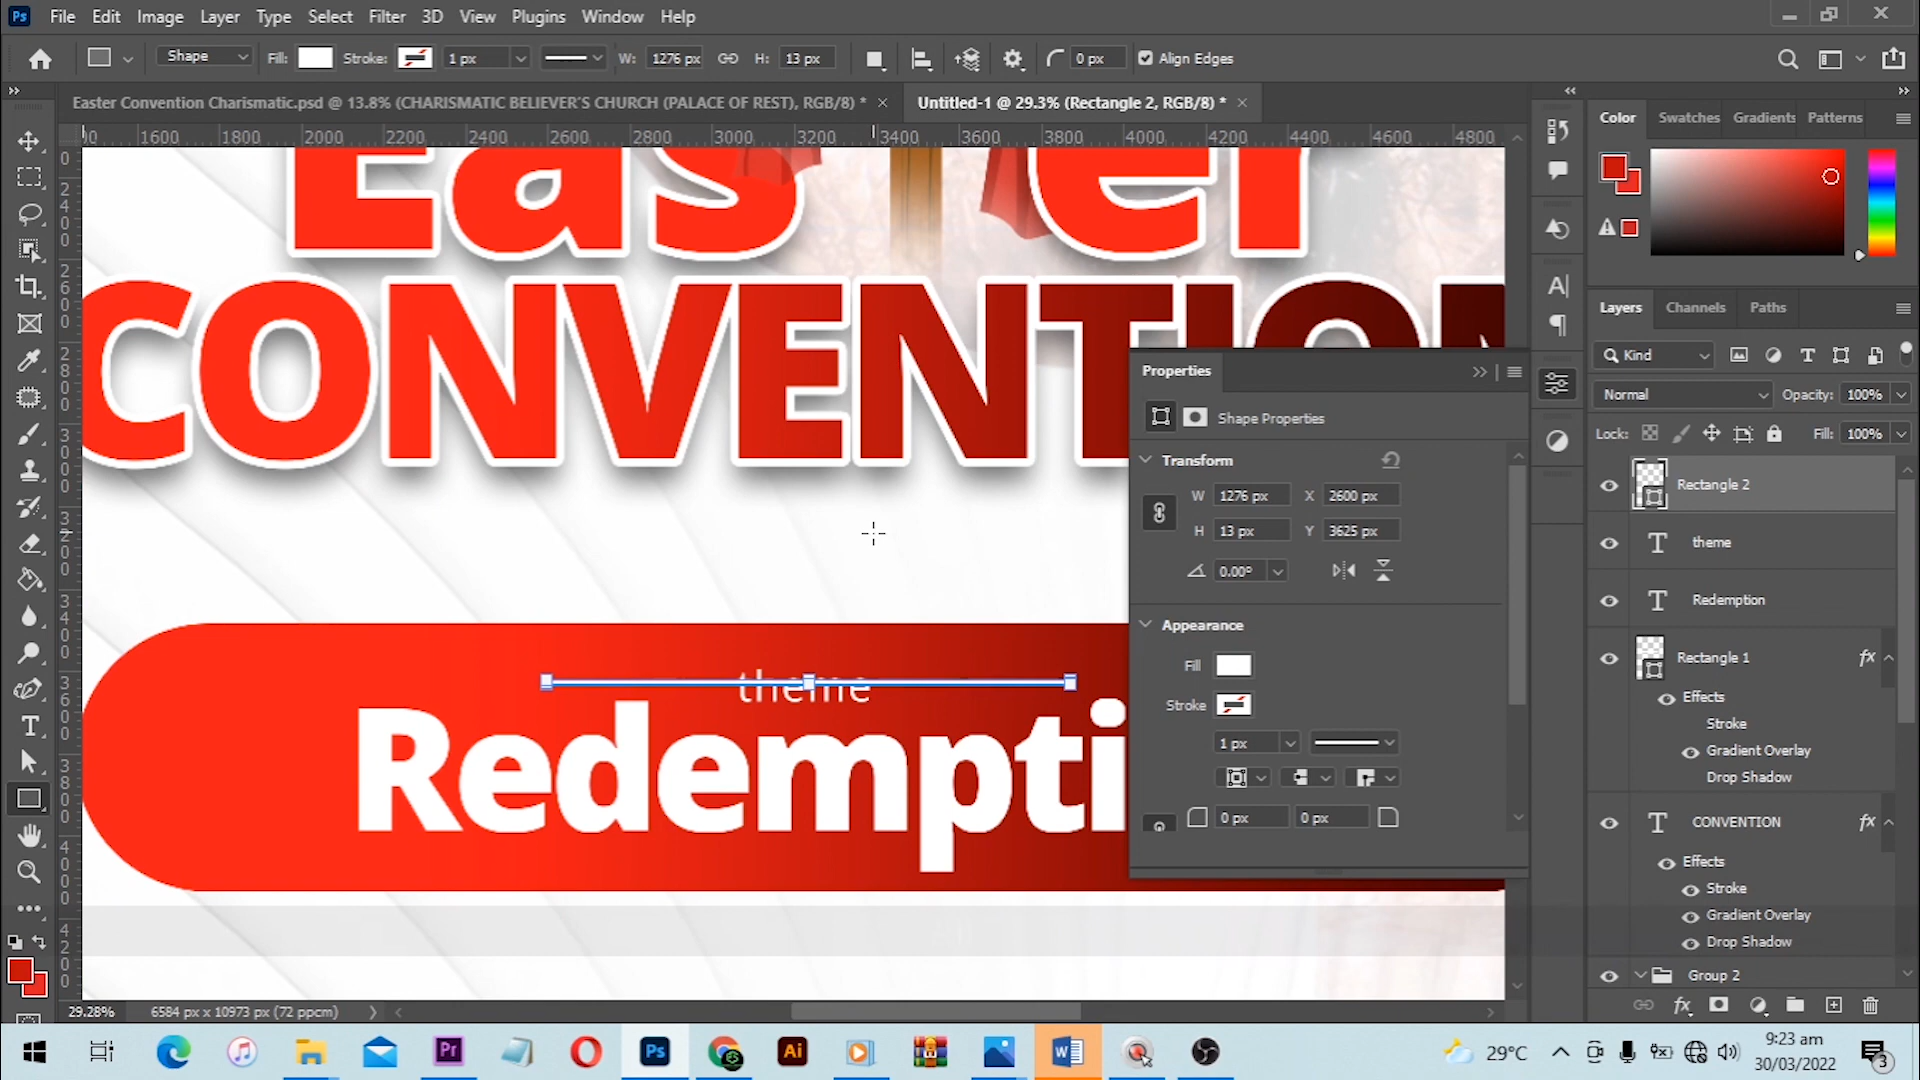 File Edit Image Layer Type Select Filter 3D View Plugins Window Help
Shape Fill: Stroke: 1 px W: 1276 px H: 13 px 0 px Align Edges
Easter Convention Charismatic.psd @ 13.8% (CHARISMATIC BELIEVER'S CHURCH (PALACE OF REST), RGB/8) *
Untitled-1 @ 29.3% (Rectangle 2, RGB/8) *
1600 1800 2000 2200 2400 2600 2800 3000 3200 3400 3600 3800 4000 4200 4400 4600 4800
Easter
CONVENTION
theme
Redempti
Properties
Shape Properties
Transform
W 1276 px X 2600 px
H 13 px Y 3625 px
0.00°
Appearance
Fill
Stroke
1 px
0 px 0 px
Color Swatches Gradients Patterns
Layers Channels Paths
Kind
Normal Opacity: 100%
Lock: Fill: 100%
Rectangle 2
theme
Redemption
Rectangle 1 fx
Effects
Stroke
Gradient Overlay
Drop Shadow
CONVENTION fx
Effects
Stroke
Gradient Overlay
Drop Shadow
Group 2
29.28% 6584 px x 10973 px (72 ppcm)
29°C
9:23 am
30/03/2022
3